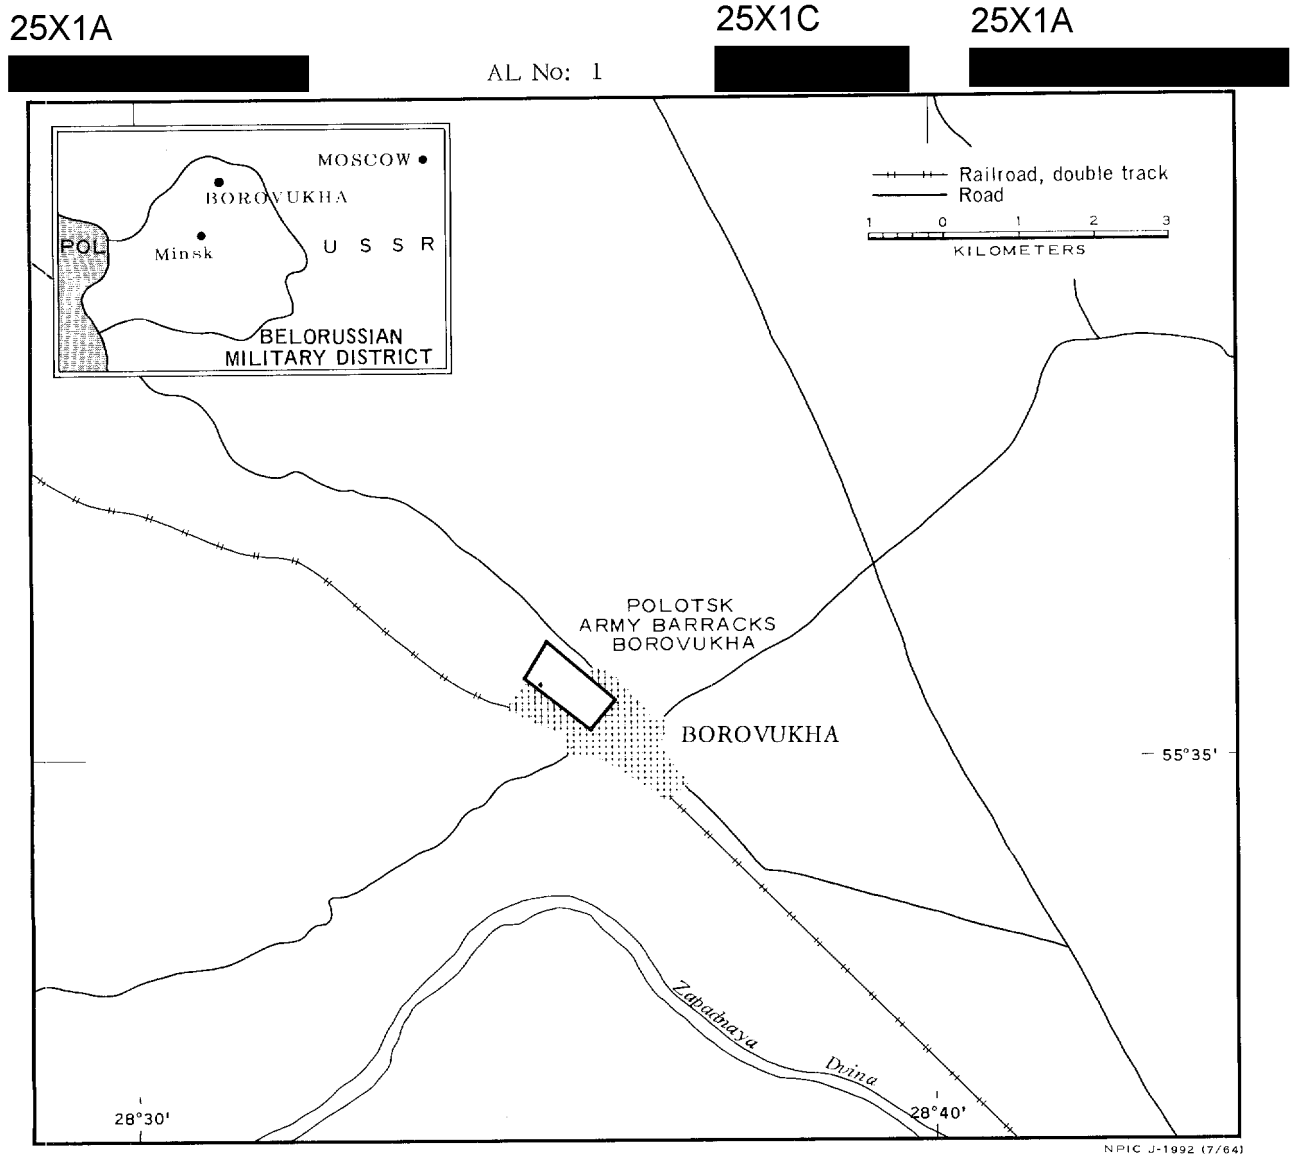 25X1A
25X1C
25X1A
AL No: 1
MOSCOW
BOROVUKHA
POL
Minsk
U S S R
BELORUSSIAN
MILITARY DISTRICT
Railroad, double track
Road
1 0 1 2 3
KILOMETERS
POLOTSK
ARMY BARRACKS
BOROVUKHA
BOROVUKHA
55°35'
Zapadnaya
Dvina
28°30'
28°40'
NPIC J-1992 (7/64)